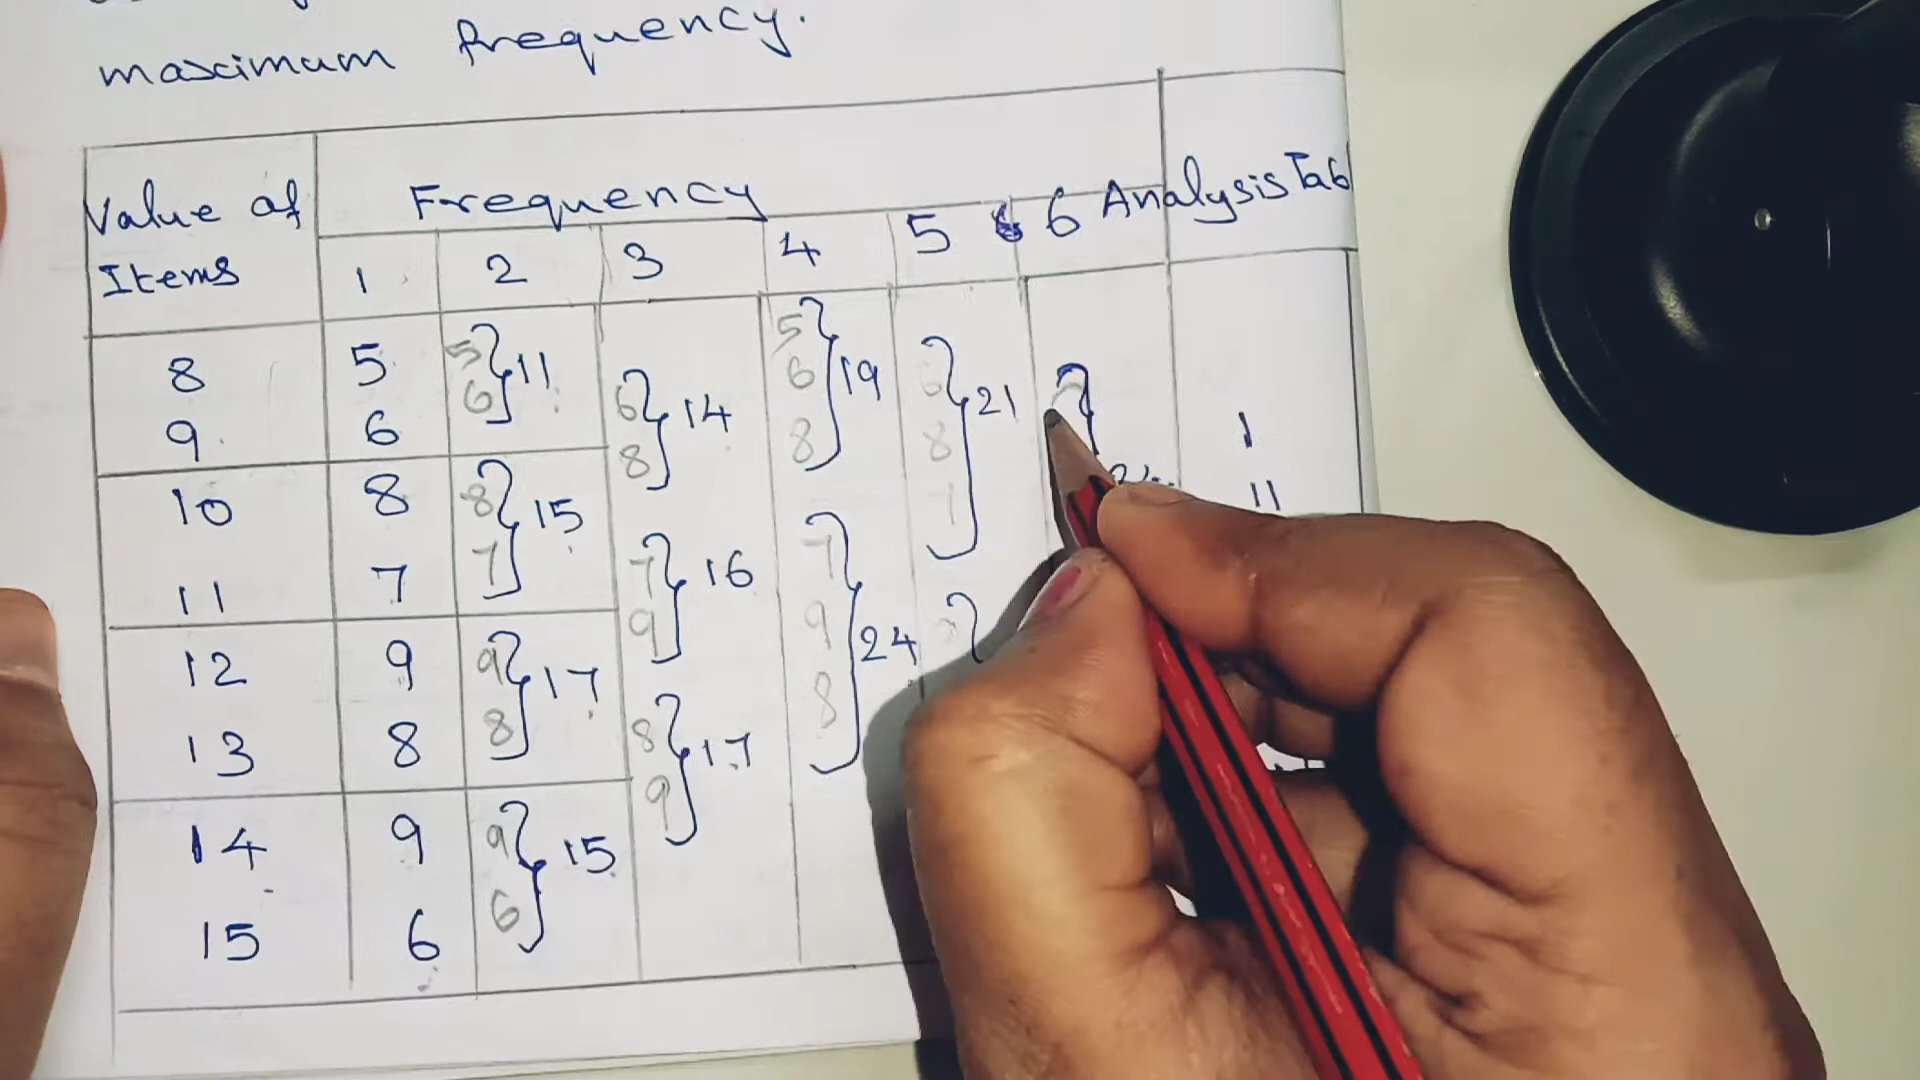 maximum frequency.
Value of Items
Frequency
Analysis Tab
1 2 3 4 5 6
8 5 5 6 11 5 6 8 19
9 6 6 8 14 6 8 7 21 1
10 8 8 7 15 11
11 7 7 9 16 7 9 8 24
12 9 9 8 17
13 8 8 9 17
14 9 9 6 15
15 6